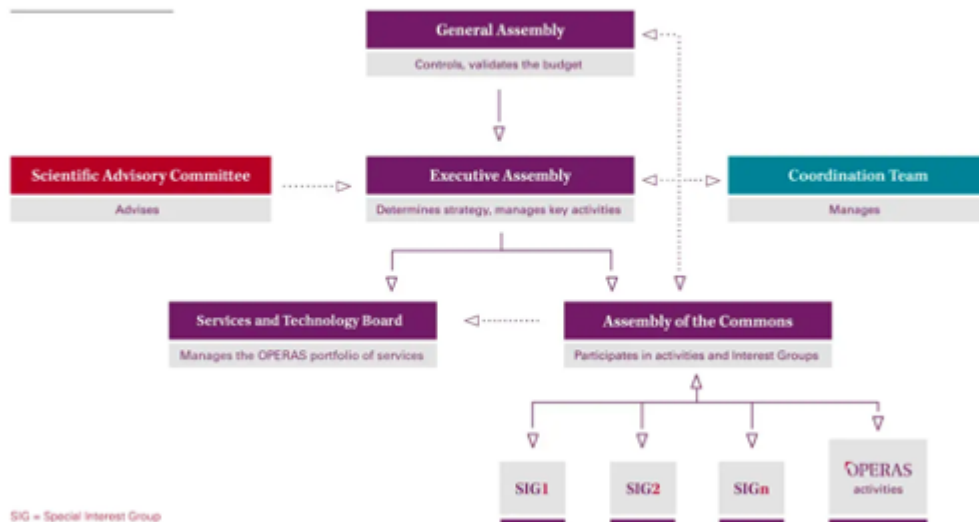 General Assembly
Controls, validates the budget
Scientific Advisory Committee
Advises
Executive Assembly
Determines strategy, manages key activities
Coordination Team
Manages
Services and Technology Board
Manages the OPERAS portfolio of services
Assembly of the Commons
Participates in activities and Interest Groups
SIG1
SIG2
SIGn
OPERAS
activities
SIG = Special Interest Group